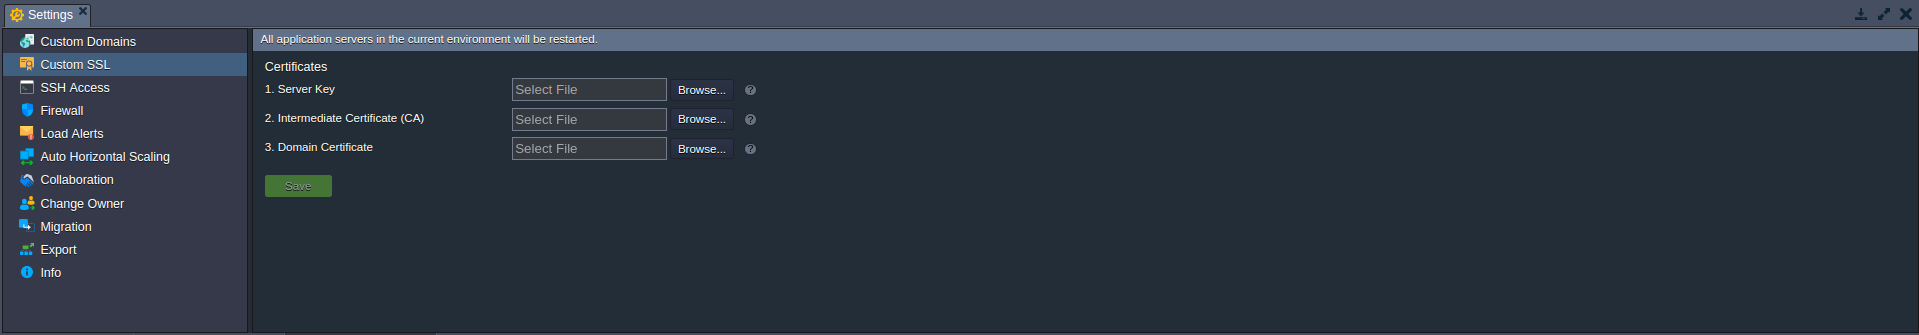 Settings
Custom Domains
Custom SSL
SSH Access
Firewall
Load Alerts
Auto Horizontal Scaling
Collaboration
Change Owner
Migration
Export
Info
All application servers in the current environment will be restarted.
Certificates
1. Server Key Select File Browse... ?
2. Intermediate Certificate (CA) Select File Browse... ?
3. Domain Certificate Select File Browse... ?
Save